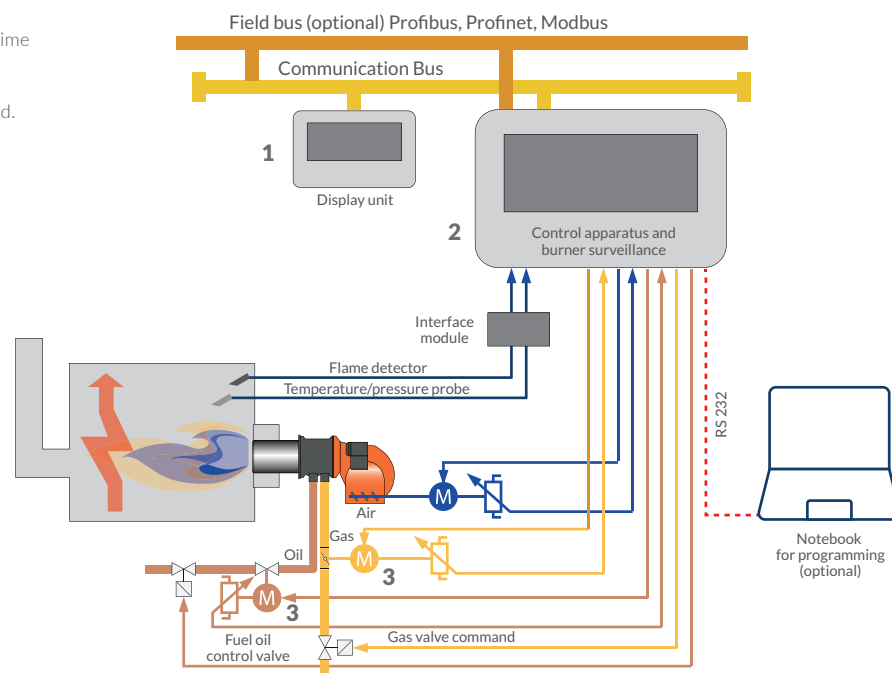 Field bus (optional) Profibus, Profinet, Modbus
ime
Communication Bus
d.
1
Display unit
2
Control apparatus and
burner surveillance
Interface
module
Flame detector
Temperature/pressure probe
RS 232
M
Air
Gas
Oil
M
3
M
3
Notebook
for programming
(optional)
Fuel oil
control valve
Gas valve command